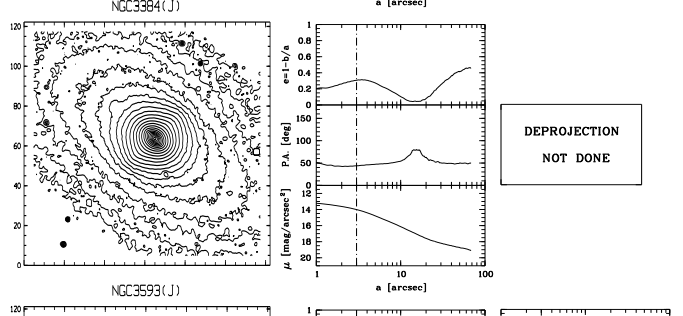 a [arcsec]
NGC3384(J)
120
100
80
60
40
20
0
1
0.8
0.6
0.4
0.2
0
e=1-b/a
150
100
50
0
P.A. [deg]
12
14
16
18
20
μ [mag/arcsec²]
1
10
100
a [arcsec]
DEPROJECTION
NOT DONE
NGC3593(J)
120